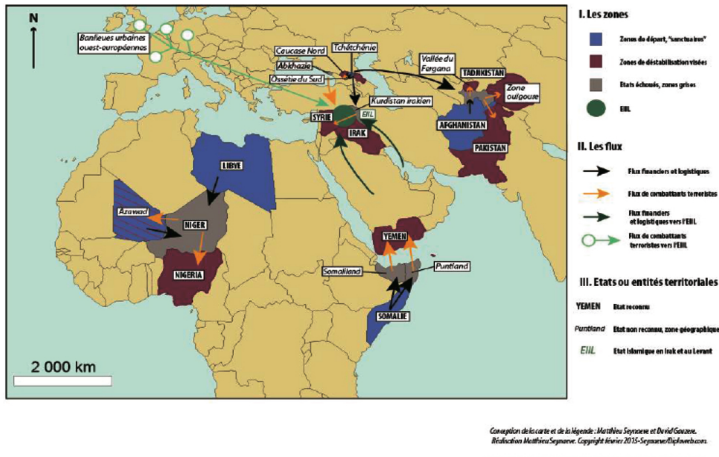 N
Banlieues urbaines
ouest-européennes
Caucase Nord
Tchétchénie
Abkhazie
Ossétie du Sud
Vallée du
Fergana
TADJIKISTAN
Zone
ouïgoure
Kurdistan irakien
SYRIE
EIIL
IRAK
AFGHANISTAN
PAKISTAN
LIBYE
Azawad
NIGER
NIGERIA
YEMEN
Somaliland
Puntland
SOMALIE
2 000 km
I. Les zones
Zones de départ, "sanctuaires"
Zones de déstabilisation visées
Etats échoués, zones grises
EIIL
II. Les flux
Flux financiers et logistiques
Flux de combattants terroristes
Flux financiers
et logistiques vers l'EIIL
Flux de combattants
terroristes vers l'EIIL
III. Etats ou entités territoriales
YEMEN Etat reconnu
Puntland Etat non reconnu, zone géographique
EIIL Etat Islamique en Irak et au Levant
Conception de la carte et de la légende : Matthieu Seynaeve et David
Réalisation Matthieu Seynaeve. Copyright février 2015-Seynaeve/Diploweb.com